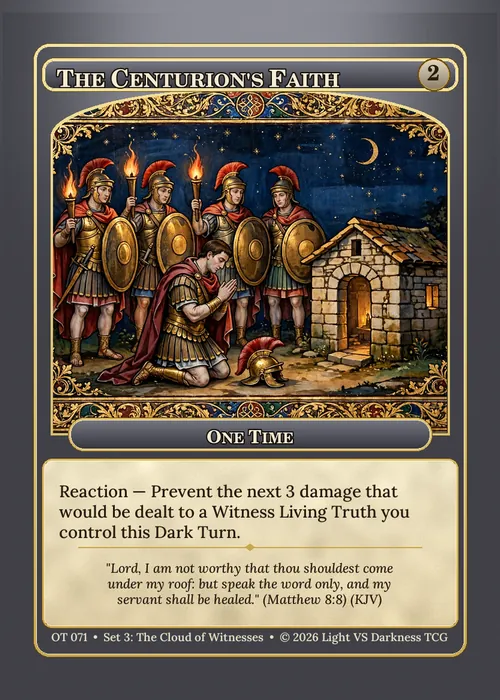 The Centurion's Faith
2
One Time
Reaction — Prevent the next 3 damage that
would be dealt to a Witness Living Truth you
control this Dark Turn.
"Lord, I am not worthy that thou shouldest come
under my roof: but speak the word only, and my
servant shall be healed." (Matthew 8:8) (KJV)
OT 071 • Set 3: The Cloud of Witnesses • © 2026 Light VS Darkness TCG